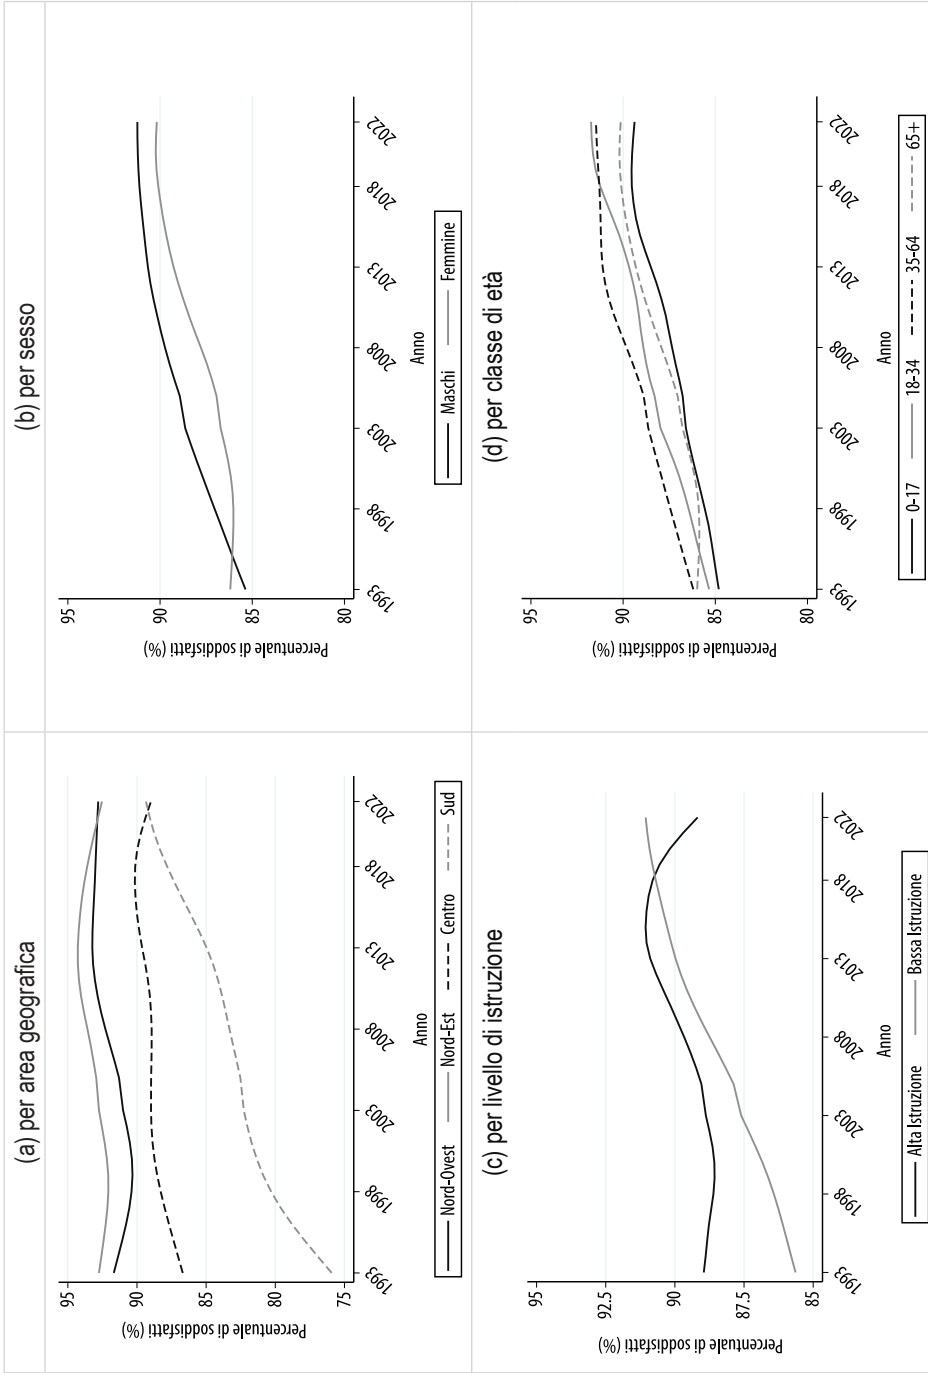 (a) per area geografica
Percentuale di soddisfatti (%)
95
90
85
80
75
1993
1998
2003
2008
2013
2018
2022
Anno
Nord-Ovest Nord-Est Centro Sud
(b) per sesso
Percentuale di soddisfatti (%)
95
90
85
80
1993
1998
2003
2008
2013
2018
2022
Anno
Maschi Femmine
(c) per livello di istruzione
Percentuale di soddisfatti (%)
95
92.5
90
87.5
85
1993
1998
2003
2008
2013
2018
2022
Anno
Alta Istruzione Bassa Istruzione
(d) per classe di età
Percentuale di soddisfatti (%)
95
90
85
80
1993
1998
2003
2008
2013
2018
2022
Anno
0-17 18-34 35-64 65+